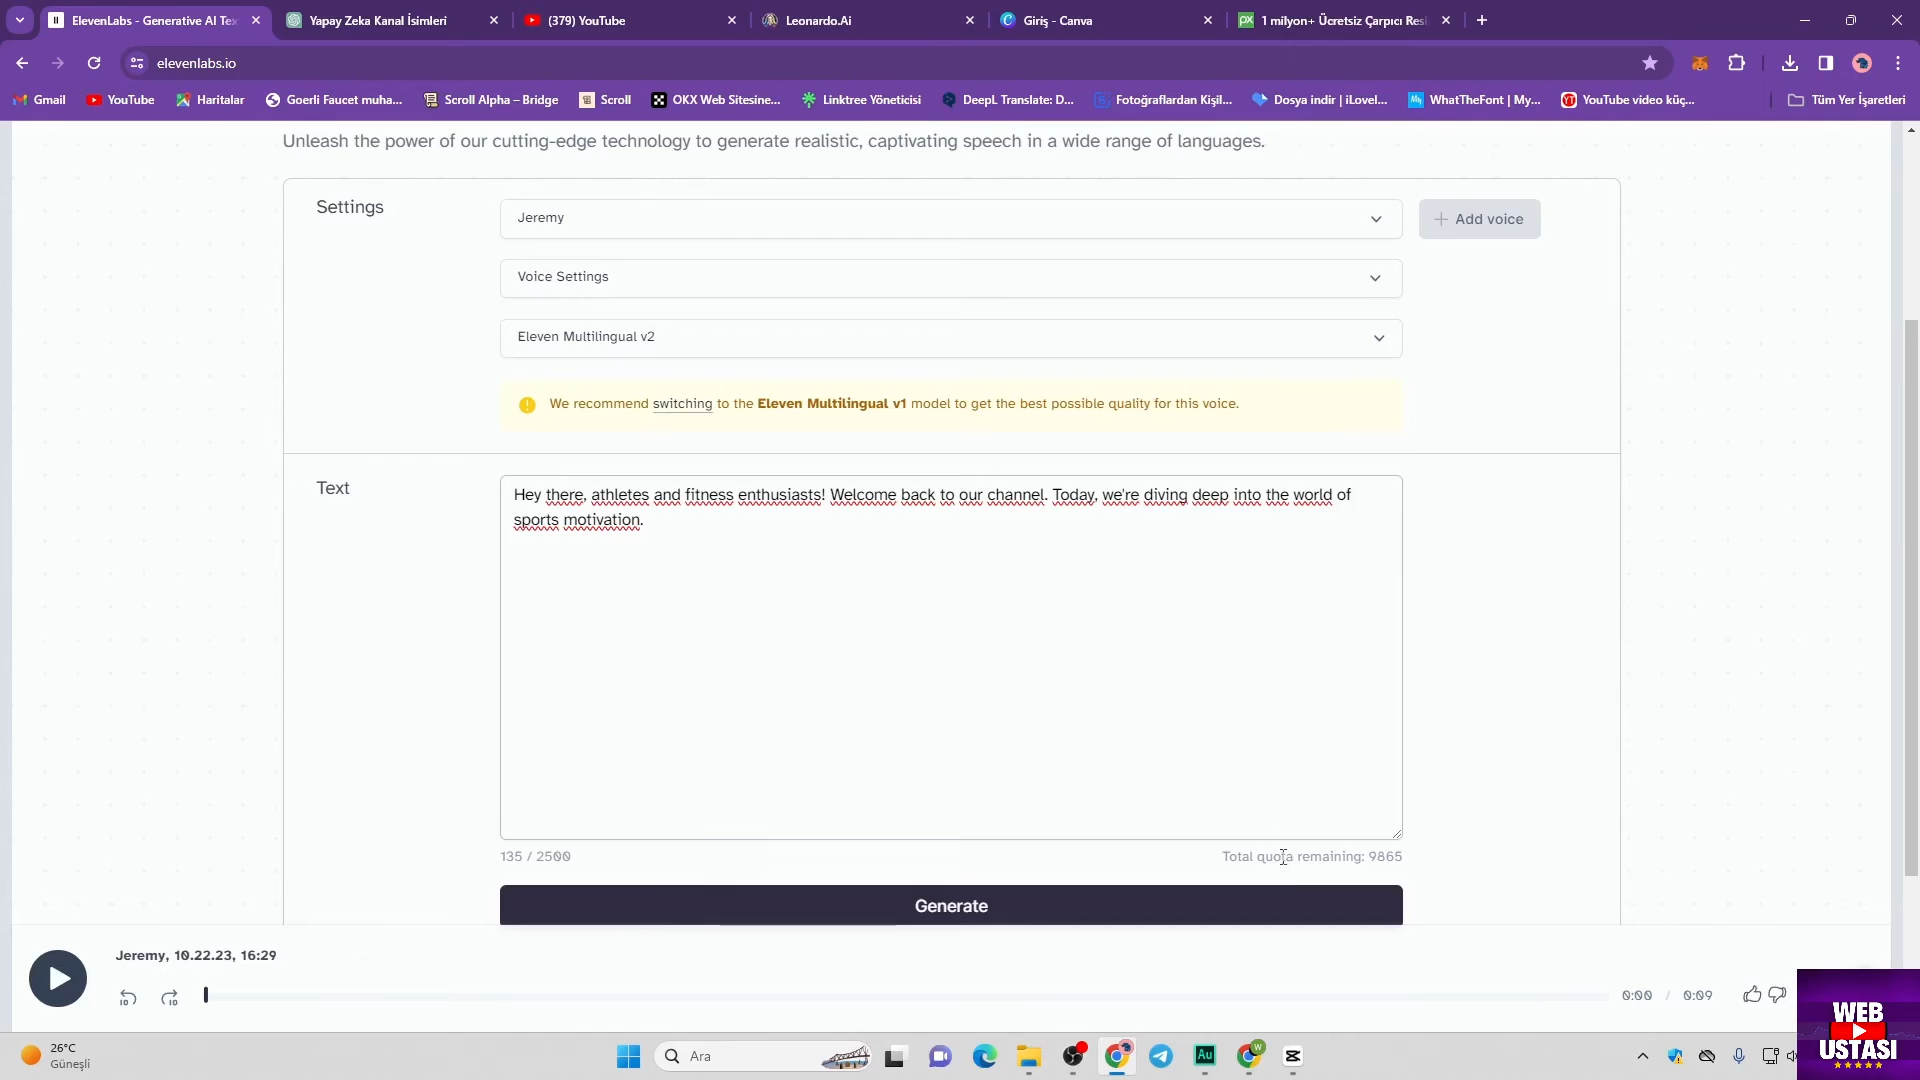 ElevenLabs - Generative AI Te
Yapay Zeka Kanal İsimleri
(379) YouTube
Leonardo.Ai
Giriş - Canva
1 milyon+ Ücretsiz Çarpıcı Resi
elevenlabs.io
Gmail
YouTube
Haritalar
Goerli Faucet muha...
Scroll Alpha – Bridge
Scroll
OKX Web Sitesine...
Linktree Yöneticisi
DeepL Translate: D...
Fotoğraflardan Kişil...
Dosya indir | iLovel...
WhatTheFont | My...
YouTube video küç...
Tüm Yer İşaretleri
Unleash the power of our cutting-edge technology to generate realistic, captivating speech in a wide range of languages.
Settings
Jeremy
+ Add voice
Voice Settings
Eleven Multilingual v2
We recommend switching to the Eleven Multilingual v1 model to get the best possible quality for this voice.
Text
Hey there, athletes and fitness enthusiasts! Welcome back to our channel. Today, we're diving deep into the world of
sports motivation.
135 / 2500
Total quota remaining: 9865
Generate
Jeremy, 10.22.23, 16:29
0:00 / 0:09
WEB
USTASI
26°C
Güneşli
Ara